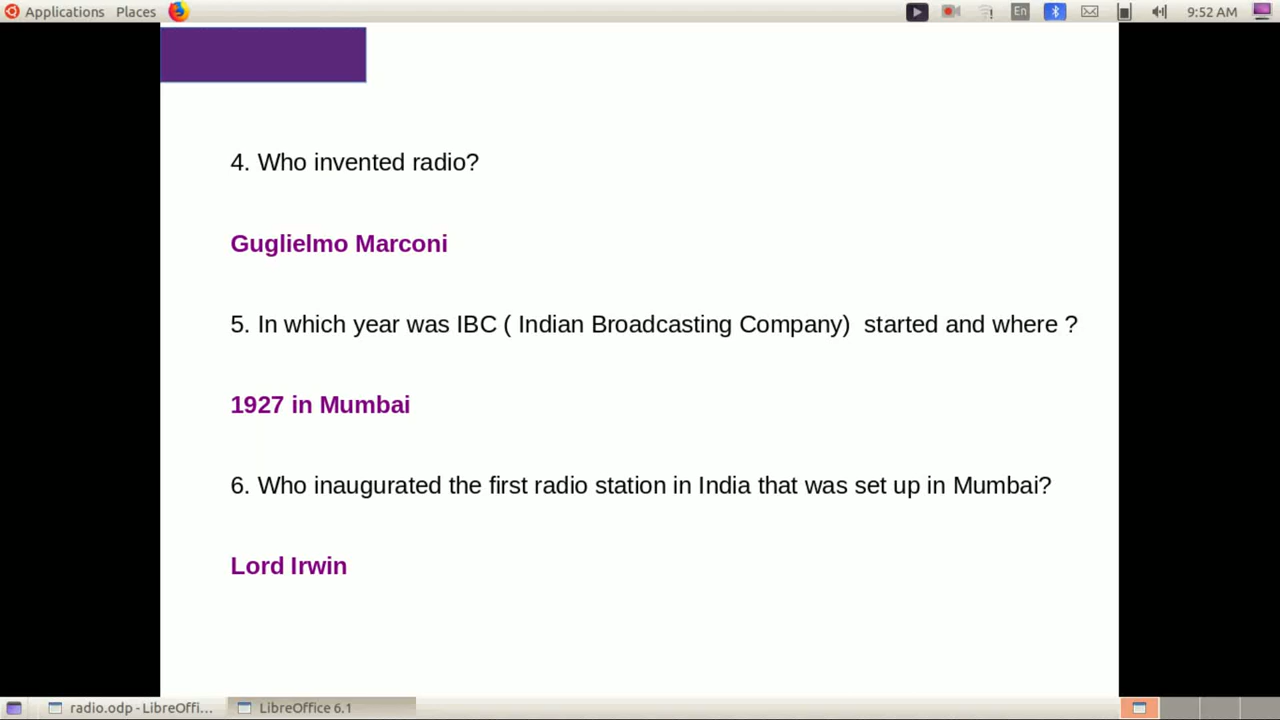 Applications Places
En
9:52 AM
4. Who invented radio?
Guglielmo Marconi
5. In which year was IBC ( Indian Broadcasting Company)  started and where ?
1927 in Mumbai
6. Who inaugurated the first radio station in India that was set up in Mumbai?
Lord Irwin
radio.odp - LibreOffi...
LibreOffice 6.1